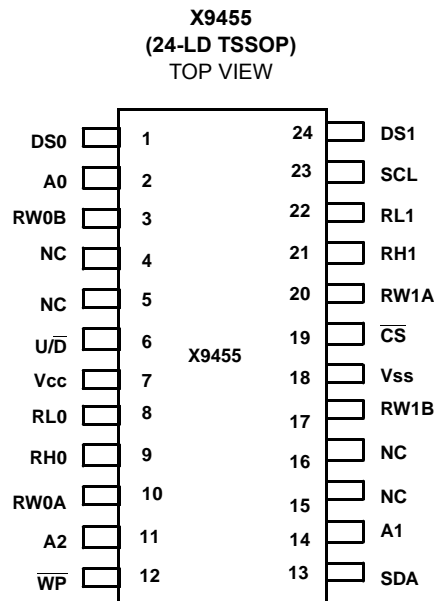 X9455
(24-LD TSSOP)
TOP VIEW
DS0 1 24 DS1
A0 2 23 SCL
RW0B 3 22 RL1
NC 4 21 RH1
NC 5 20 RW1A
U/D̅ 6 19 C̅S̅
X9455
Vcc 7 18 Vss
RL0 8 17 RW1B
RH0 9 16 NC
RW0A 10 15 NC
A2 11 14 A1
W̅P̅ 12 13 SDA